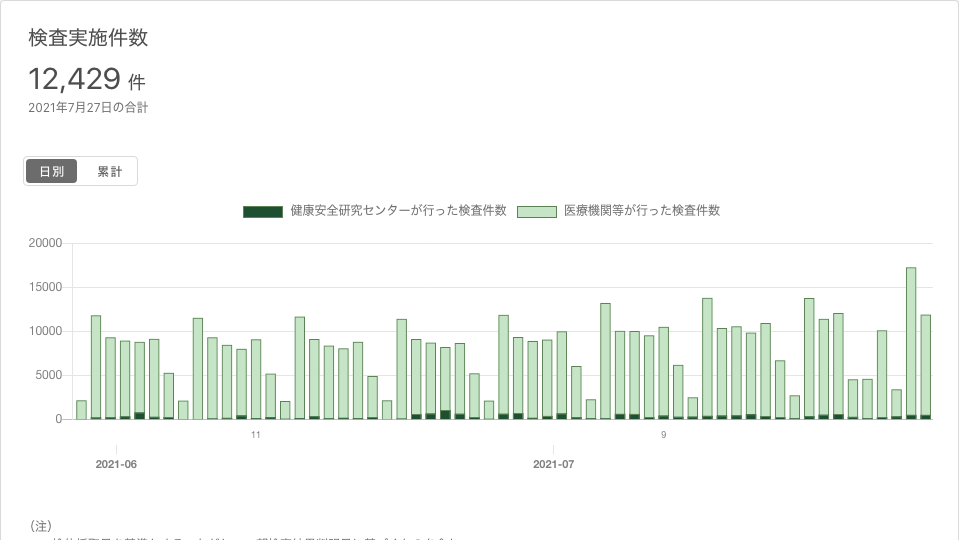 検査実施件数
12,429 件
2021年7月27日の合計
日別 累計
健康安全研究センターが行った検査件数 医療機関等が行った検査件数
20000
15000
10000
5000
0
11 9
2021-06 2021-07
（注）